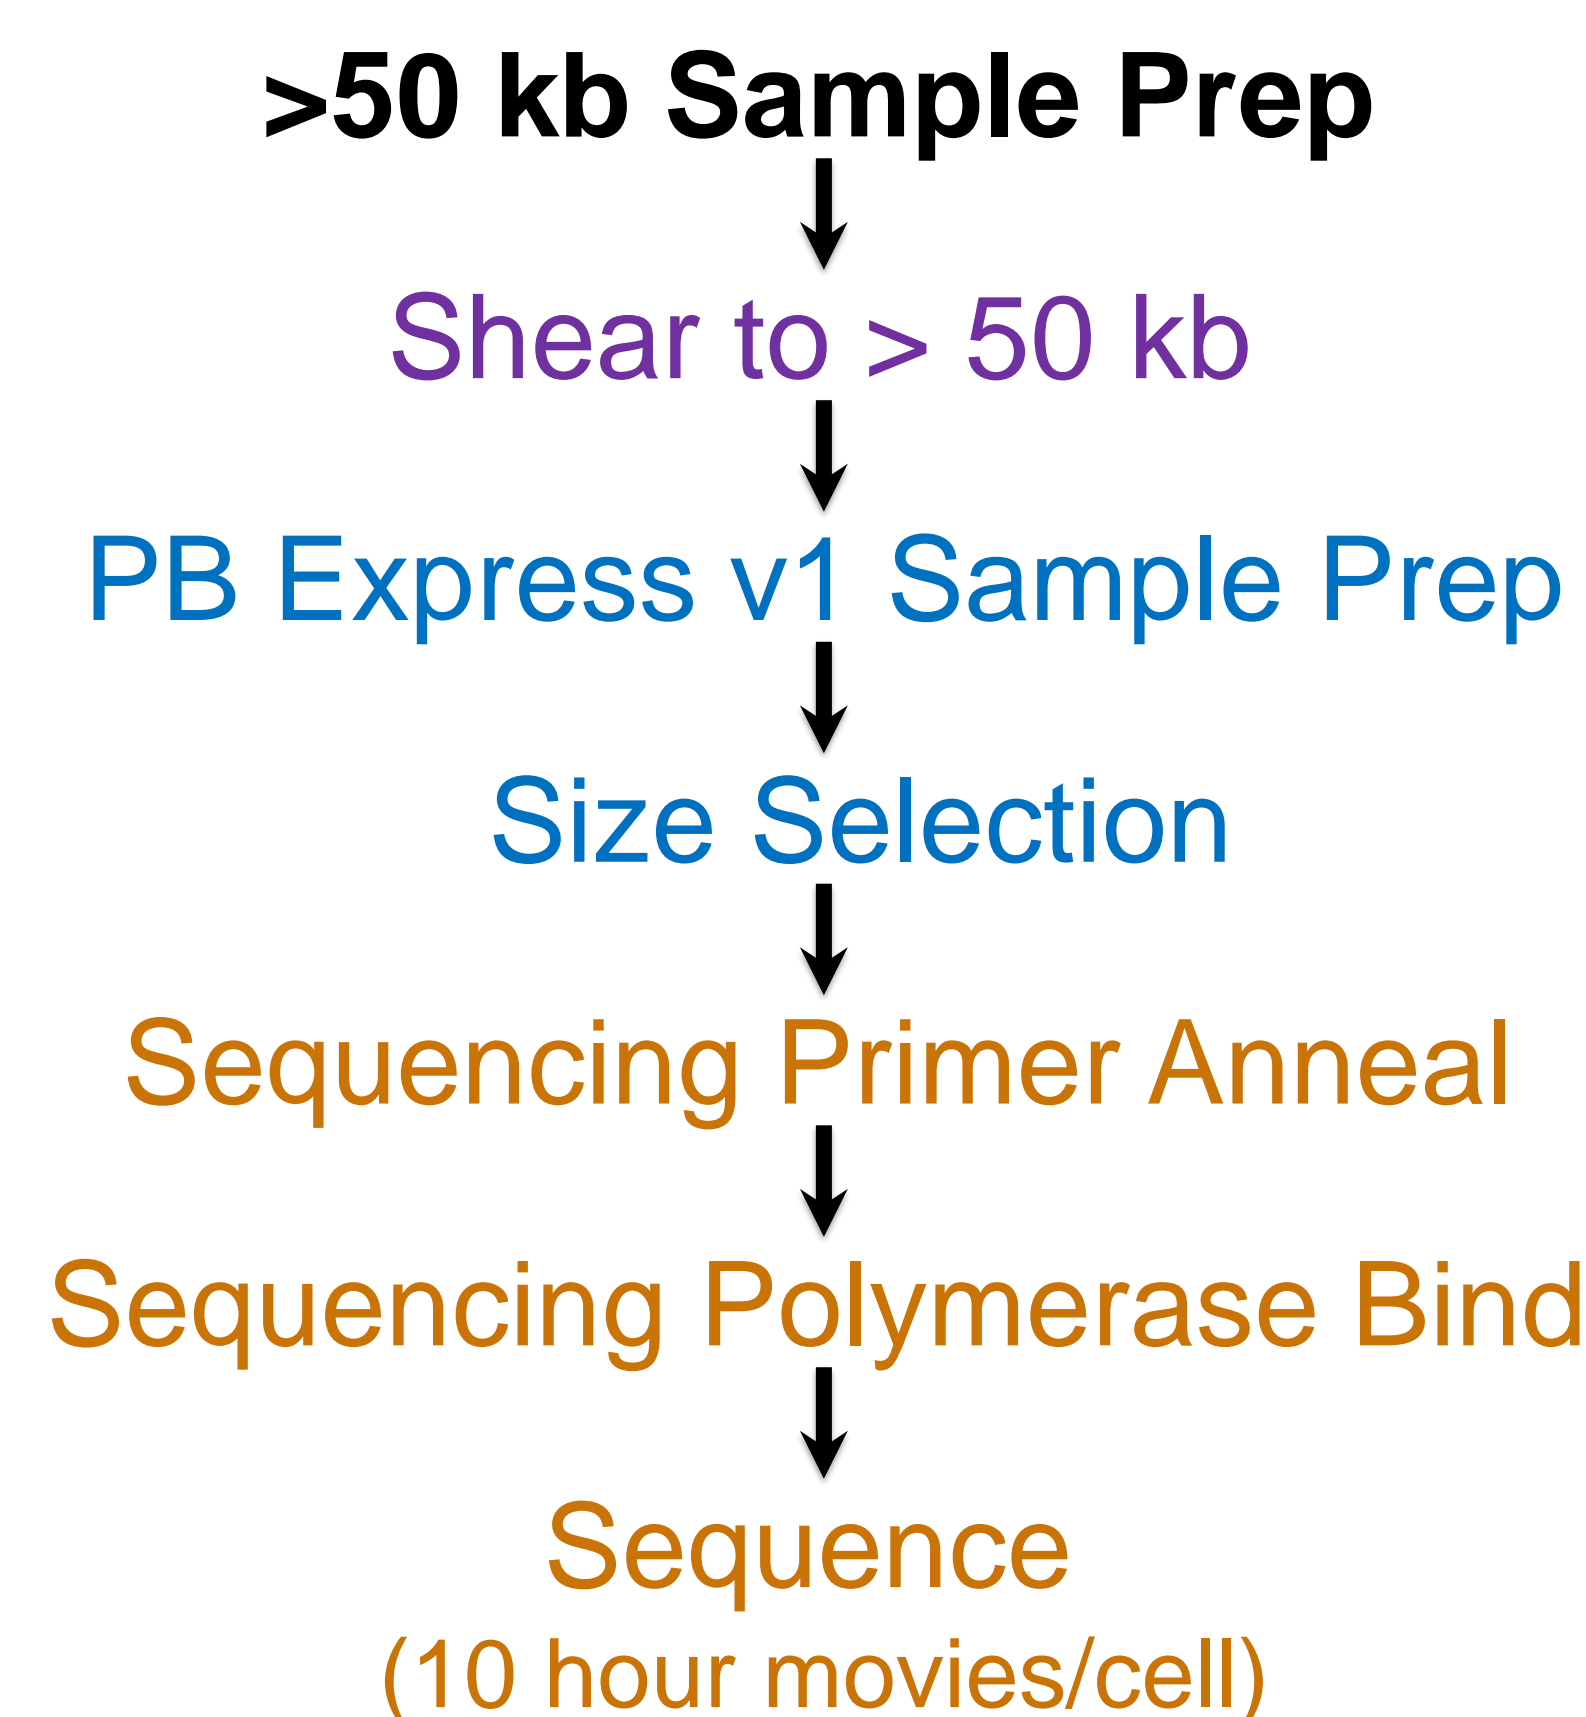 >50 kb Sample Prep
Shear to > 50 kb
PB Express v1 Sample Prep
Size Selection
Sequencing Primer Anneal
Sequencing Polymerase Bind
Sequence
(10 hour movies/cell)